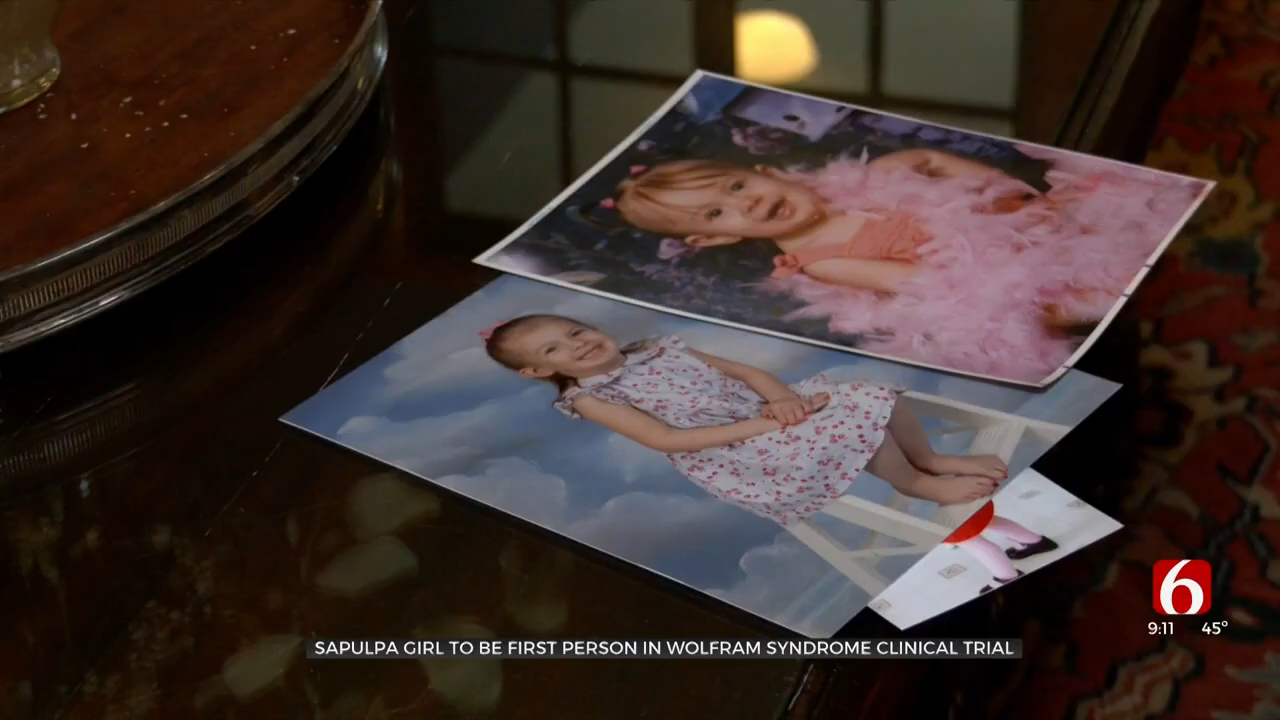 6
9:11 45°
SAPULPA GIRL TO BE FIRST PERSON IN WOLFRAM SYNDROME CLINICAL TRIAL